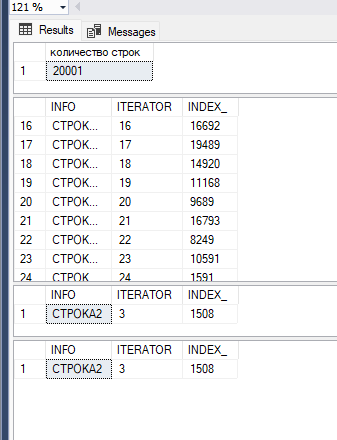 121 %
Results Messages
количество строк
1 20001
INFO ITERATOR INDEX_
16 СТРОК... 16 16692
17 СТРОК... 17 19489
18 СТРОК... 18 14920
19 СТРОК... 19 11168
20 СТРОК... 20 9689
21 СТРОК... 21 16793
22 СТРОК... 22 8249
23 СТРОК... 23 10591
24 СТРОК 24 1591
INFO ITERATOR INDEX_
1 СТРОКА2 3 1508
INFO ITERATOR INDEX_
1 СТРОКА2 3 1508